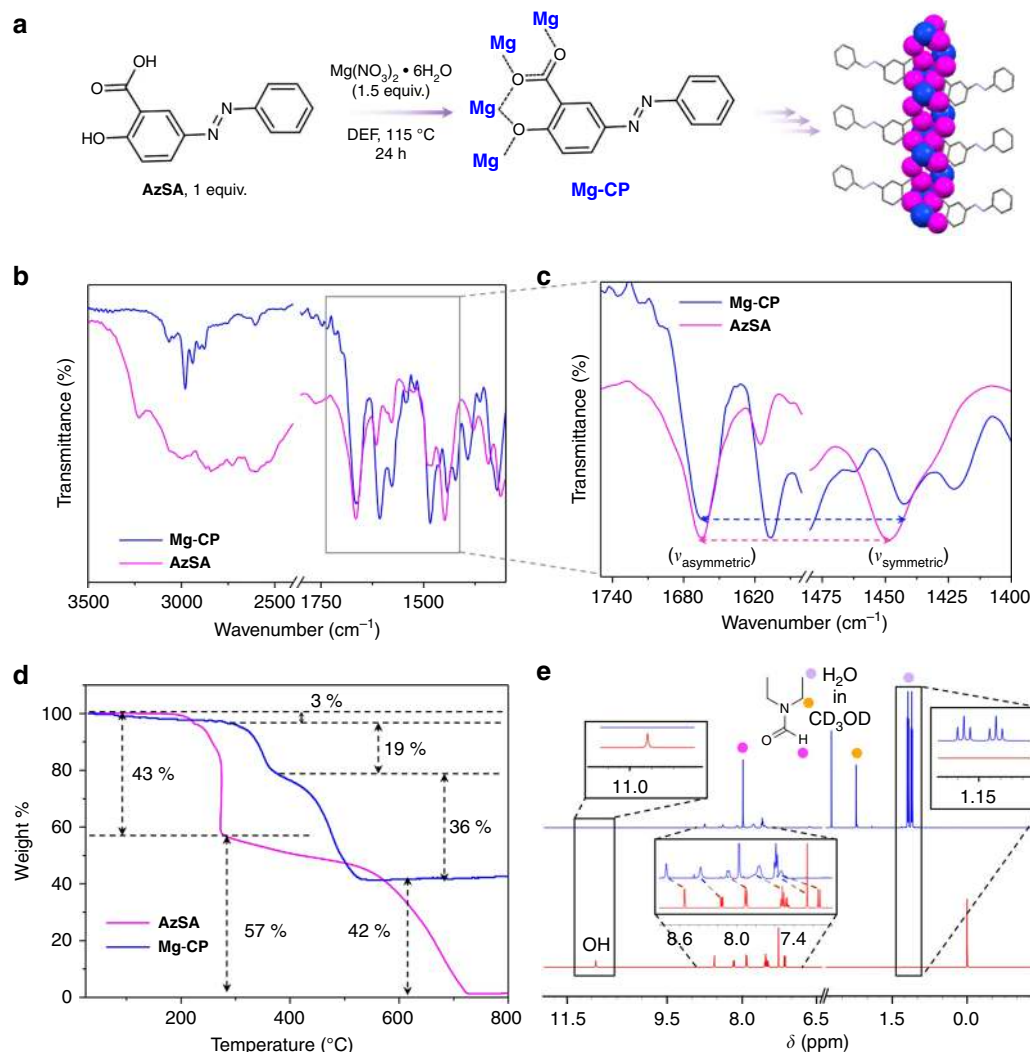 a
OH
O
HO
N
N
AzSA, 1 equiv.
Mg(NO₃)₂ • 6H₂O
(1.5 equiv.)
DEF, 115 °C
24 h
Mg
Mg
O
O
Mg
O
Mg
N
N
Mg-CP
b
Transmittance (%)
Mg-CP
AzSA
3500 3000 2500 1750 1500
Wavenumber (cm⁻¹)
c
Transmittance (%)
Mg-CP
AzSA
(νasymmetric)
(νsymmetric)
1740 1680 1620 1475 1450 1425 1400
Wavenumber (cm⁻¹)
d
Weight %
100
80
60
40
20
0
3 %
19 %
43 %
36 %
57 %
42 %
AzSA
Mg-CP
200 400 600 800
Temperature (°C)
e
N
O
H
H₂O
in
CD₃OD
11.0
1.15
8.6 8.0 7.4
OH
11.5 9.5 8.0 6.5 1.5 0.0
δ (ppm)